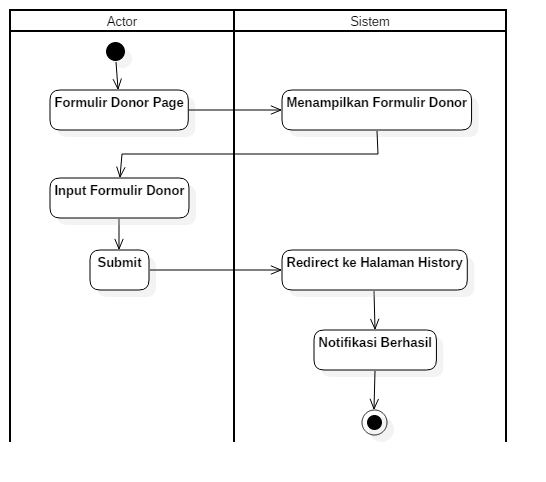 Actor
Sistem
Formulir Donor Page
Menampilkan Formulir Donor
Input Formulir Donor
Submit
Redirect ke Halaman History
Notifikasi Berhasil